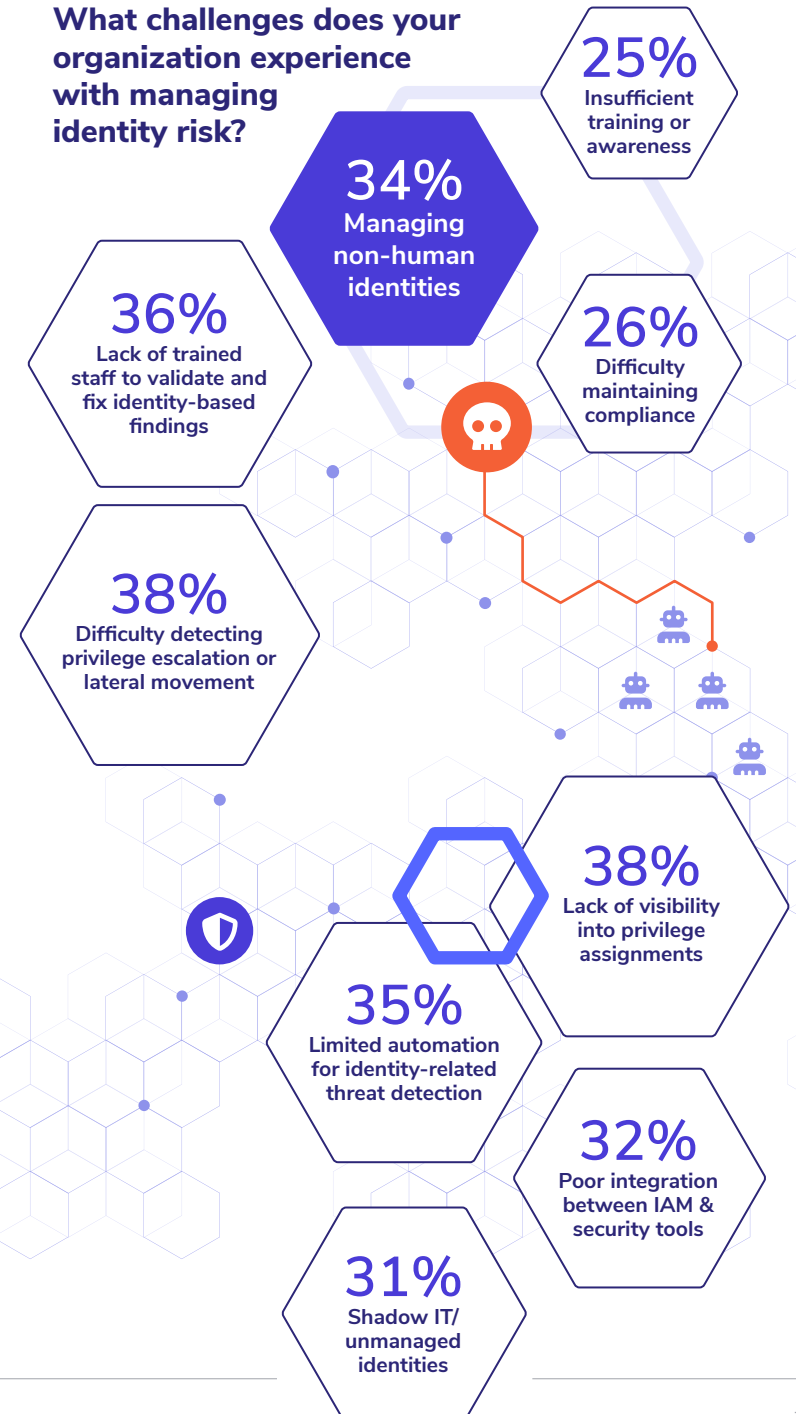 What challenges does your
organization experience
with managing
identity risk?
25%
Insufficient
training or
awareness
34%
Managing
non-human
identities
36%
Lack of trained
staff to validate and
fix identity-based
findings
26%
Difficulty
maintaining
compliance
38%
Difficulty detecting
privilege escalation or
lateral movement
38%
Lack of visibility
into privilege
assignments
35%
Limited automation
for identity-related
threat detection
32%
Poor integration
between IAM &
security tools
31%
Shadow IT/
unmanaged
identities